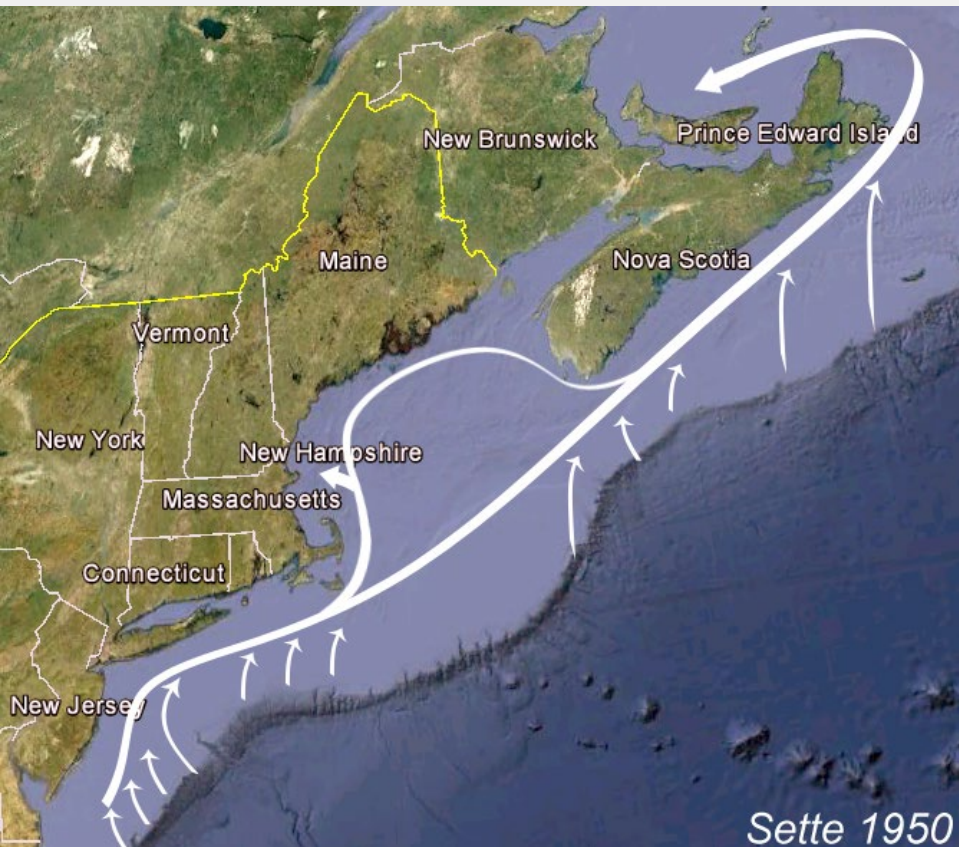 New Brunswick
Prince Edward Island
Maine
Nova Scotia
Vermont
New York
New Hampshire
Massachusetts
Connecticut
New Jersey
Sette 1950